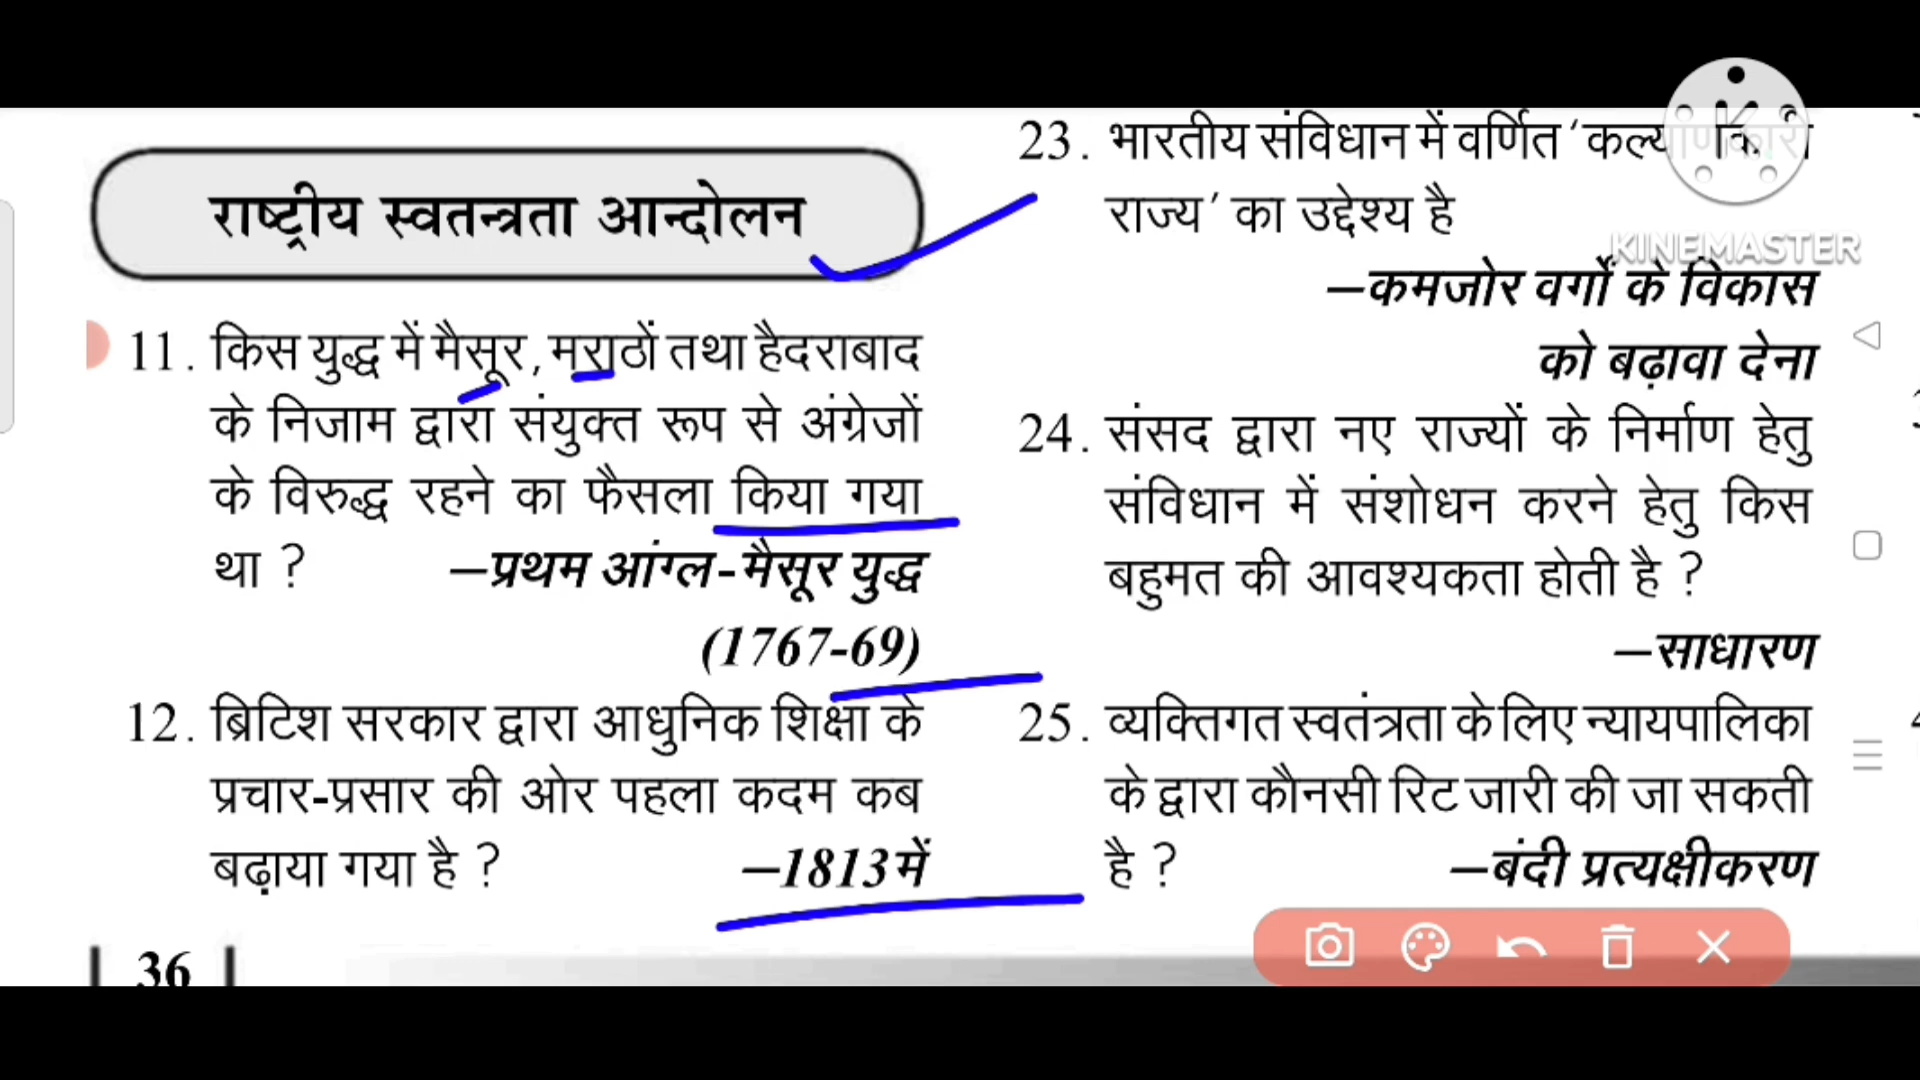 राष्ट्रीय स्वतन्त्रता आन्दोलन
11. किस युद्ध में मैसूर, मराठों तथा हैदराबाद
के निजाम द्वारा संयुक्त रूप से अंग्रेजों
के विरुद्ध रहने का फैसला किया गया
था ? –प्रथम आंग्ल-मैसूर युद्ध
(1767-69)
12. ब्रिटिश सरकार द्वारा आधुनिक शिक्षा के
प्रचार-प्रसार की ओर पहला कदम कब
बढ़ाया गया है ? –1813 में
36
23. भारतीय संविधान में वर्णित ‘कल्याणकारी
राज्य’ का उद्देश्य है
–कमजोर वर्गों के विकास
को बढ़ावा देना
24. संसद द्वारा नए राज्यों के निर्माण हेतु
संविधान में संशोधन करने हेतु किस
बहुमत की आवश्यकता होती है ?
–साधारण
25. व्यक्तिगत स्वतंत्रता के लिए न्यायपालिका
के द्वारा कौनसी रिट जारी की जा सकती
है ? –बंदी प्रत्यक्षीकरण
KINEMASTER